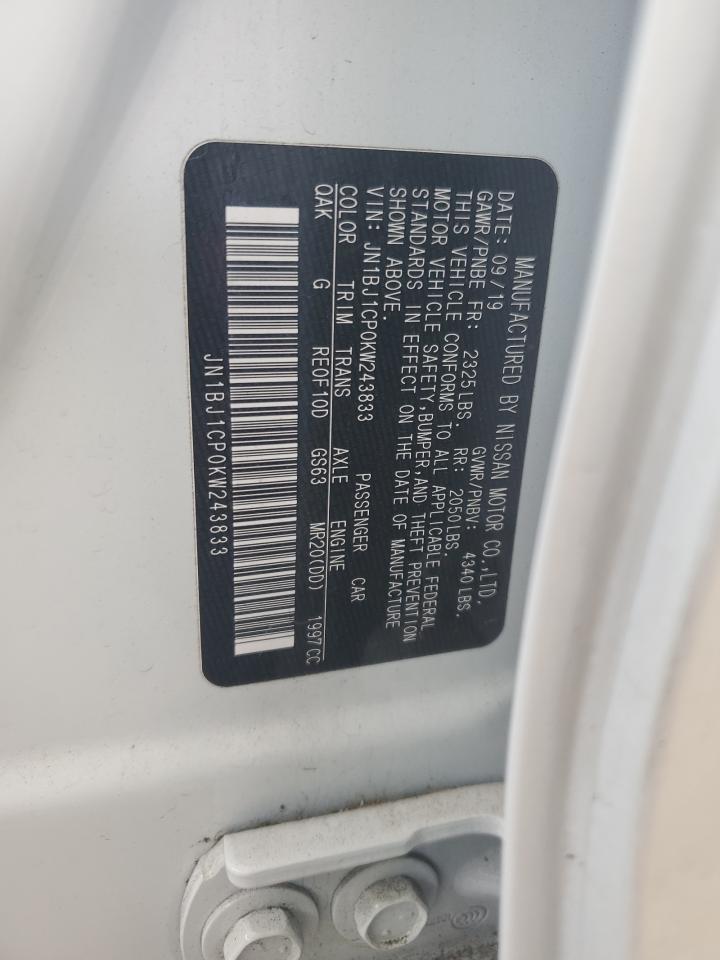 MANUFACTURED BY NISSAN MOTOR CO.,LTD.
DATE: 09/19 GVWR/PNBV: 4340LBS.
GAWR/PNBE FR: 2325LBS. RR: 2050LBS.
THIS VEHICLE CONFORMS TO ALL APPLICABLE FEDERAL
MOTOR VEHICLE SAFETY,BUMPER,AND THEFT PREVENTION
STANDARDS IN EFFECT ON THE DATE OF MANUFACTURE
SHOWN ABOVE.
VIN: JN1BJ1CP0KW243833 PASSENGER CAR
COLOR TRIM TRANS AXLE ENGINE
QAK G RE0F10D GS63 MR20(DD) 1997CC
JN1BJ1CP0KW243833